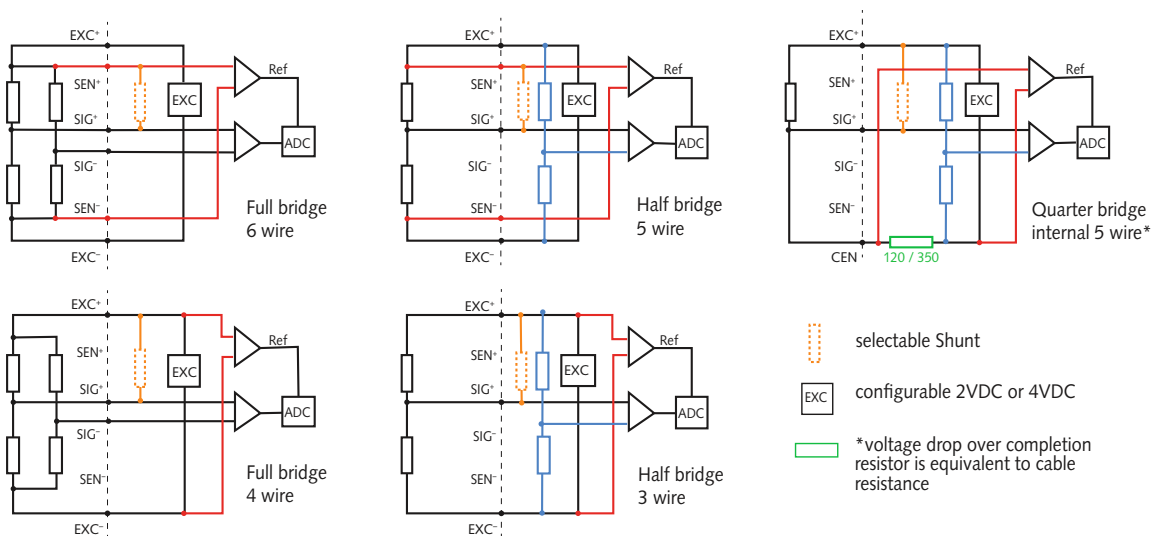 EXC⁺
SEN⁺
SIG⁺
SIG⁻
SEN⁻
EXC⁻
EXC
Ref
ADC
Full bridge
6 wire
EXC⁺
SEN⁺
SIG⁺
SIG⁻
SEN⁻
EXC⁻
EXC
Ref
ADC
Half bridge
5 wire
EXC⁺
SEN⁺
SIG⁺
SIG⁻
SEN⁻
CEN
120 / 350
EXC
Ref
ADC
Quarter bridge
internal 5 wire*
EXC⁺
SEN⁺
SIG⁺
SIG⁻
SEN⁻
EXC⁻
EXC
Ref
ADC
Full bridge
4 wire
EXC⁺
SEN⁺
SIG⁺
SIG⁻
SEN⁻
EXC⁻
EXC
Ref
ADC
Half bridge
3 wire
selectable Shunt
EXC
configurable 2VDC or 4VDC
*voltage drop over completion
resistor is equivalent to cable
resistance